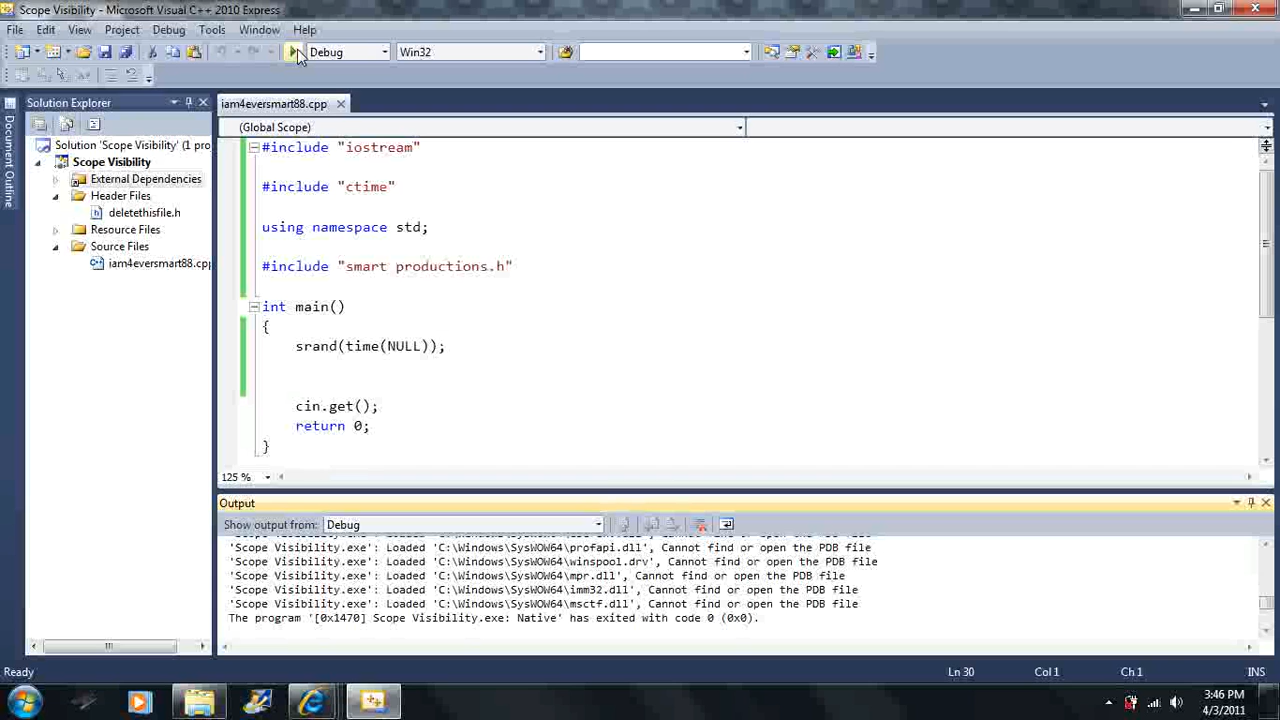 Scope Visibility - Microsoft Visual C++ 2010 Express
File Edit View Project Debug Tools Window Help
Debug Win32
Solution Explorer
iam4eversmart88.cpp
Document Outline
(Global Scope)
Solution 'Scope Visibility' (1 pro
Scope Visibility
External Dependencies
Header Files
deletethisfile.h
Resource Files
Source Files
iam4eversmart88.cpp
#include "iostream"
#include "ctime"
using namespace std;
#include "smart productions.h"
int main()
{
srand(time(NULL));
cin.get();
return 0;
}
125 %
Output
Show output from: Debug
'Scope Visibility.exe': Loaded 'C:\Windows\SysWOW64\profapi.dll', Cannot find or open the PDB file
'Scope Visibility.exe': Loaded 'C:\Windows\SysWOW64\winspool.drv', Cannot find or open the PDB file
'Scope Visibility.exe': Loaded 'C:\Windows\SysWOW64\mpr.dll', Cannot find or open the PDB file
'Scope Visibility.exe': Loaded 'C:\Windows\SysWOW64\imm32.dll', Cannot find or open the PDB file
'Scope Visibility.exe': Loaded 'C:\Windows\SysWOW64\msctf.dll', Cannot find or open the PDB file
The program '[0x1470] Scope Visibility.exe: Native' has exited with code 0 (0x0).
Ready Ln 30 Col 1 Ch 1 INS
3:46 PM
4/3/2011